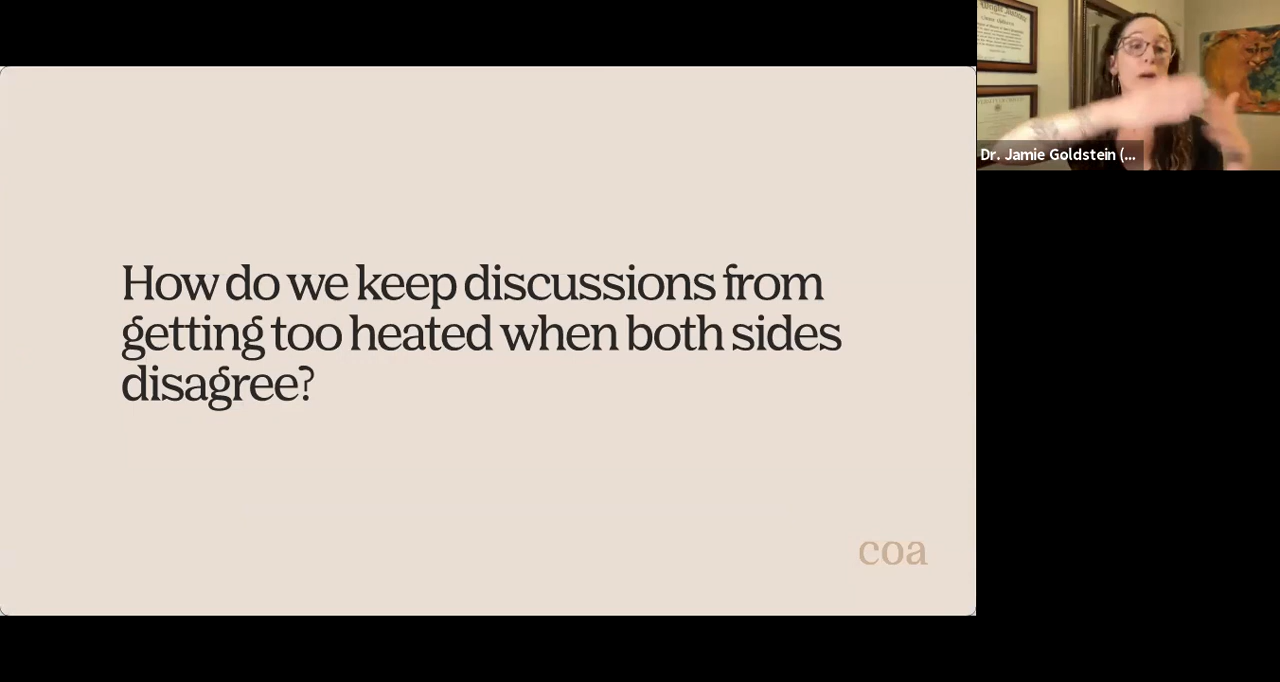 How do we keep discussions from
getting too heated when both sides
disagree?
coa
Dr. Jamie Goldstein (...